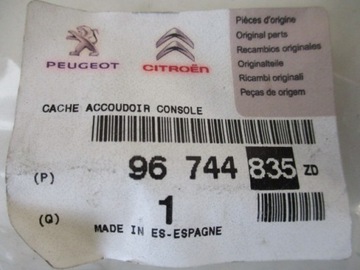 Pièces d'origine
Original parts
Recambios originales
Originalteile
Ricambi originali
Peças de origem
PEUGEOT
CITROËN
CACHE ACCOUDOIR CONSOLE
(P) 96 744 835 ZD
(Q) 1
MADE IN ES-ESPAGNE